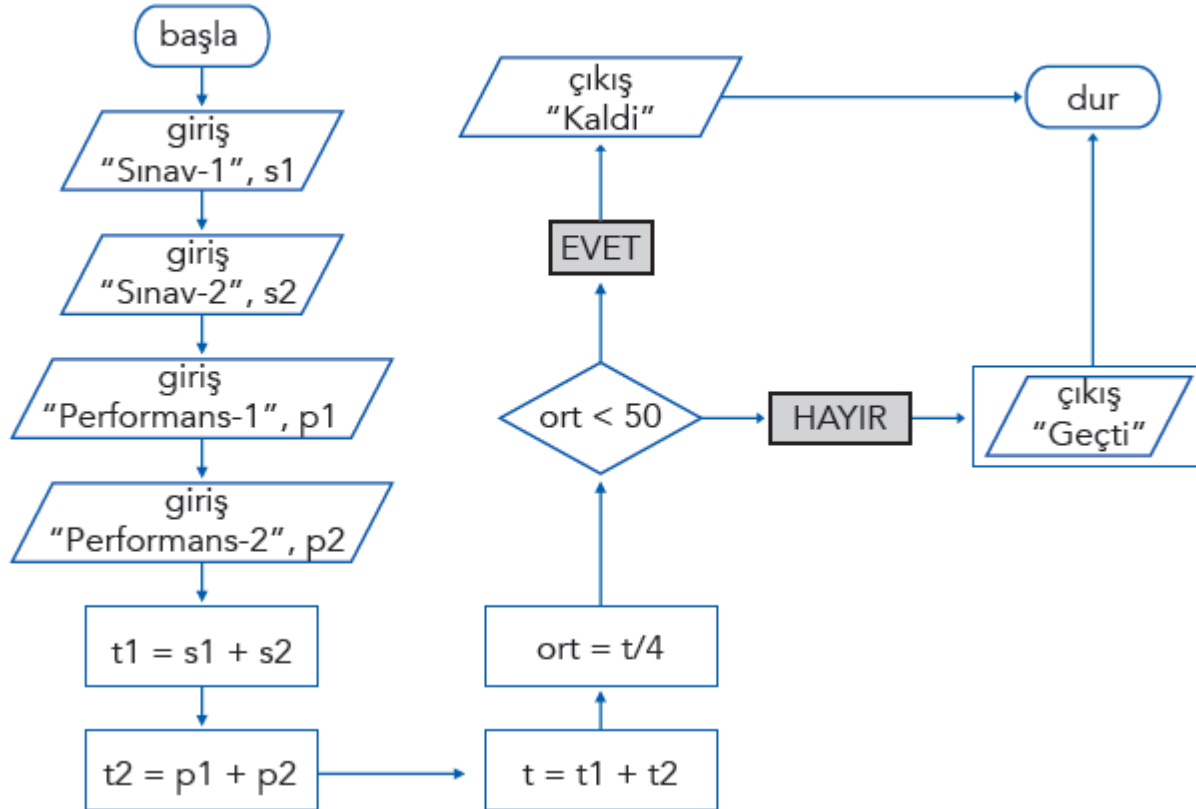 başla
giriş
“Sınav-1”, s1
giriş
“Sınav-2”, s2
giriş
“Performans-1”, p1
giriş
“Performans-2”, p2
t1 = s1 + s2
t2 = p1 + p2
t = t1 + t2
ort = t/4
ort < 50
EVET
çıkış
“Kaldi”
HAYIR
çıkış
“Geçti”
dur